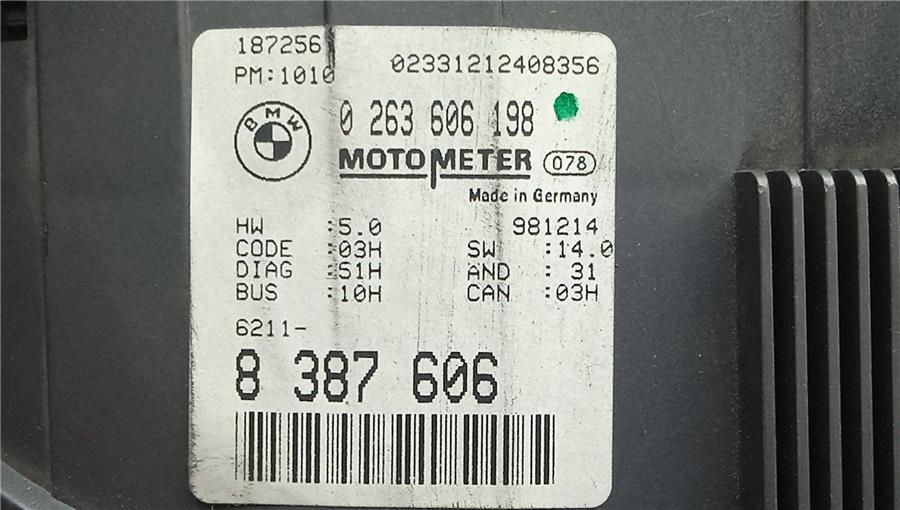 187256
PM:1010
02331212408356
BMW
0 263 606 198
MOTOMETER 078
Made in Germany
HW :5.0 981214
CODE :03H SW :14.0
DIAG :51H AND : 31
BUS :10H CAN :03H
6211-
8 387 606